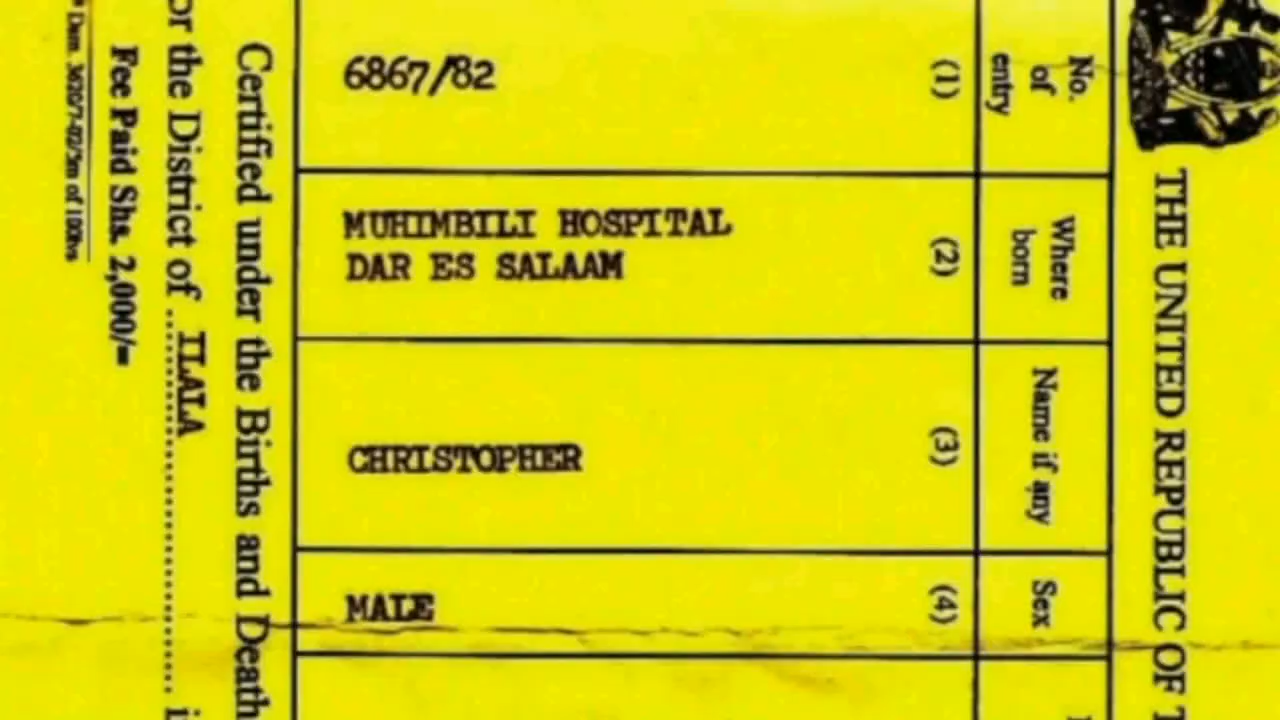 THE UNITED REPUBLIC OF
No. of entry
Where born
Name if any
Sex
(1)
(2)
(3)
(4)
6867/82
MUHIMBILI HOSPITAL
DAR ES SALAAM
CHRISTOPHER
MALE
Certified under the Births and Death
or the District of ILALA
Fee Paid Shs. 2,000/=